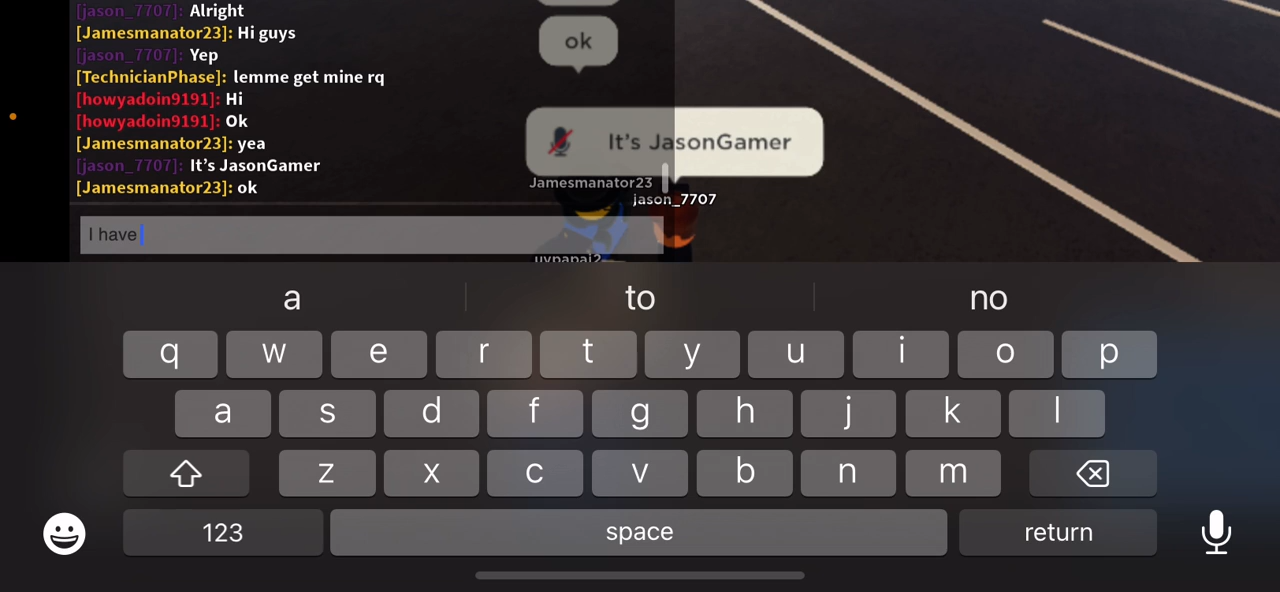 [jason_7707]: Alright
[Jamesmanator23]: Hi guys
[jason_7707]: Yep
[TechnicianPhase]: lemme get mine rq
[howyadoin9191]: Hi
[howyadoin9191]: Ok
[Jamesmanator23]: yea
[jason_7707]: It's JasonGamer
[Jamesmanator23]: ok
ok
It's JasonGamer
Jamesmanator23
jason_7707
I have
a to no
q w e r t y u i o p
a s d f g h j k l
z x c v b n m
123 space return